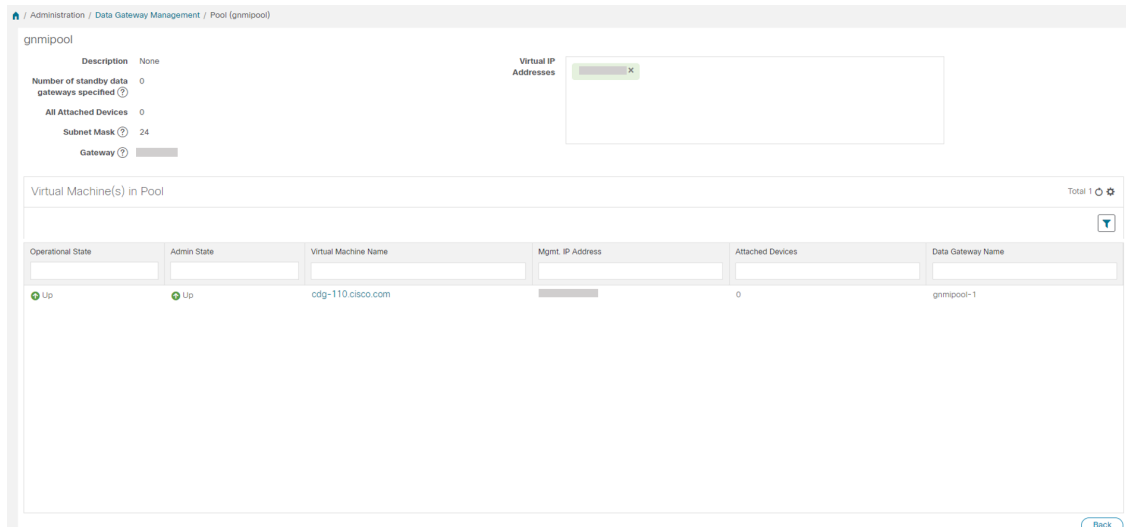 / Administration / Data Gateway Management / Pool (gnmipool)
gnmipool
Description None
Number of standby data gateways specified ? 0
All Attached Devices 0
Subnet Mask ? 24
Gateway ?
Virtual IP Addresses ×
Virtual Machine(s) in Pool Total 1
Operational State Admin State Virtual Machine Name Mgmt. IP Address Attached Devices Data Gateway Name
Up Up cdg-110.cisco.com 0 gnmipool-1
Back